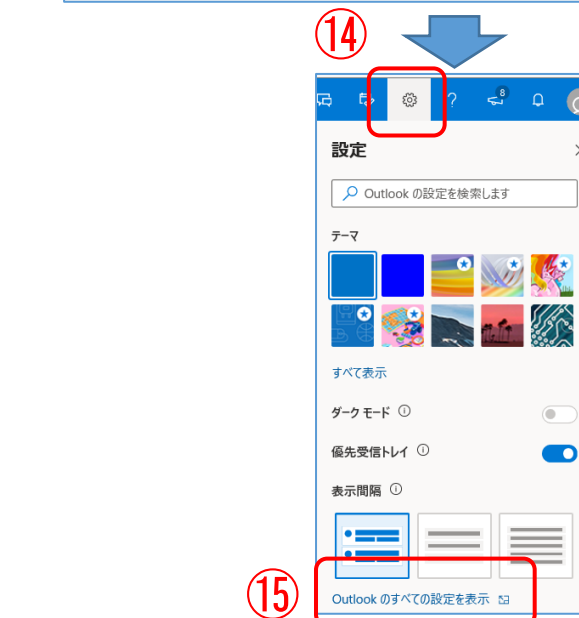 ⑭
?
8
設定
Outlook の設定を検索します
テーマ
すべて表示
ダーク モード
優先受信トレイ
表示間隔
⑮
Outlook のすべての設定を表示